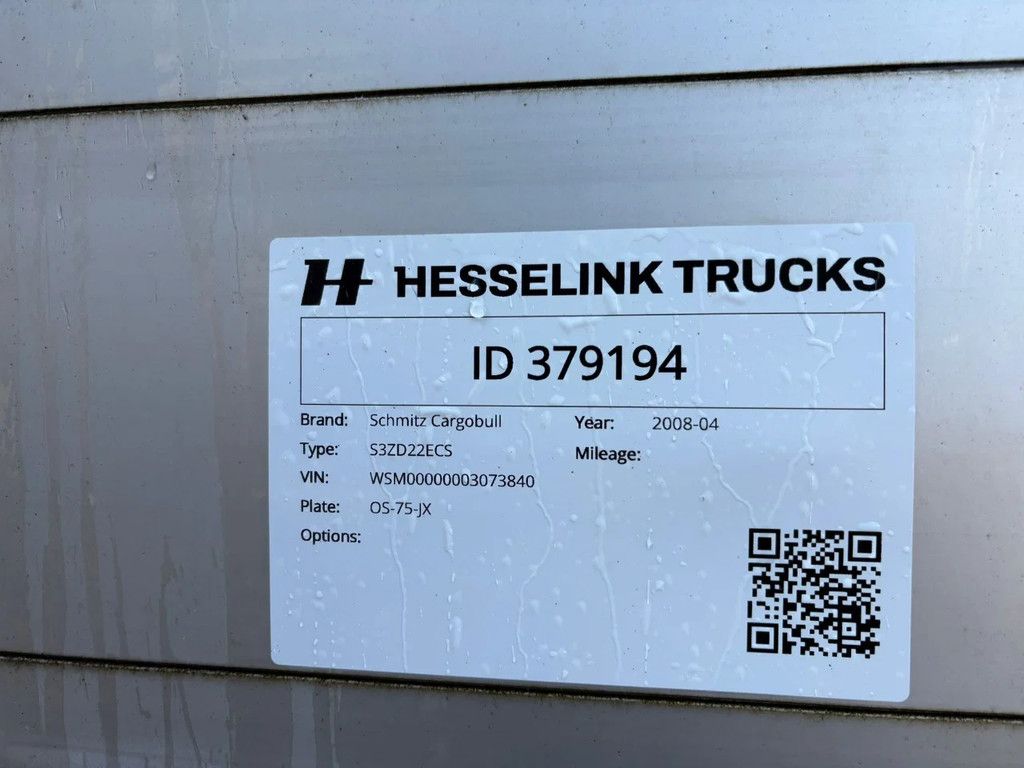 H HESSELINK TRUCKS
ID 379194
Brand: Schmitz Cargobull Year: 2008-04
Type: S3ZD22ECS Mileage:
VIN: WSM00000003073840
Plate: OS-75-JX
Options: